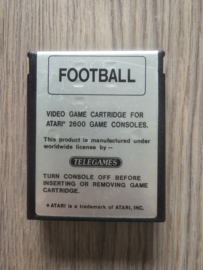 FOOTBALL
VIDEO GAME CARTRIDGE FOR
ATARI® 2600 GAME CONSOLES.
This product is manufactured under
worldwide license by –
TELEGAMES
TURN CONSOLE OFF BEFORE
INSERTING OR REMOVING GAME
CARTRIDGE.
® ATARI is a trademark of ATARI, INC.